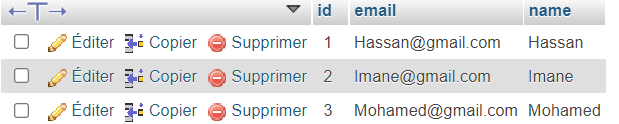 id email name
Éditer Copier Supprimer 1 Hassan@gmail.com Hassan
Éditer Copier Supprimer 2 Imane@gmail.com Imane
Éditer Copier Supprimer 3 Mohamed@gmail.com Mohamed